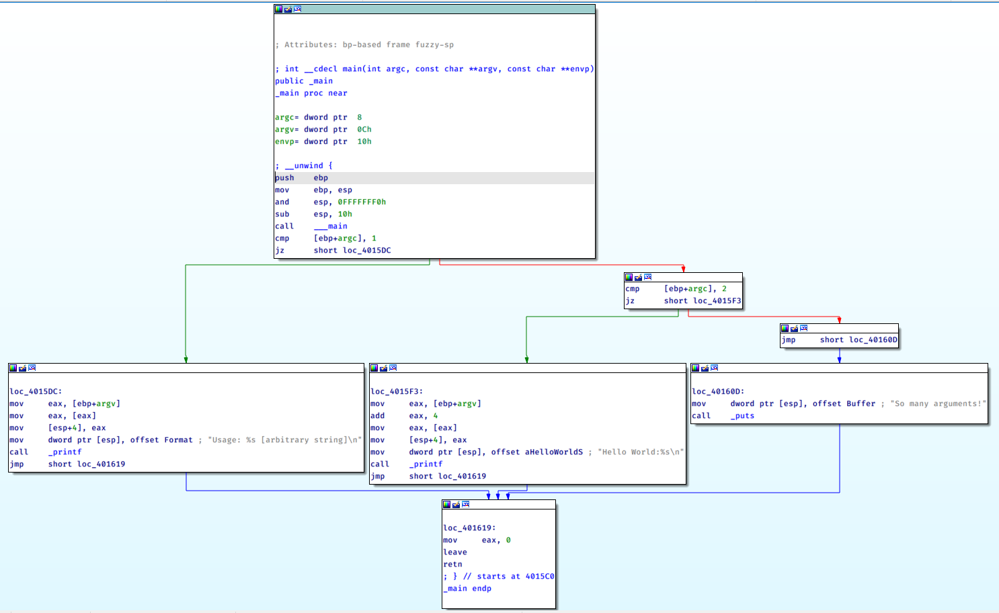 ; Attributes: bp-based frame fuzzy-sp
; int __cdecl main(int argc, const char **argv, const char **envp)
public _main
_main proc near
argc= dword ptr  8
argv= dword ptr  0Ch
envp= dword ptr  10h
; __unwind {
push    ebp
mov     ebp, esp
and     esp, 0FFFFFFF0h
sub     esp, 10h
call    ___main
cmp     [ebp+argc], 1
jz      short loc_4015DC
cmp     [ebp+argc], 2
jz      short loc_4015F3
jmp     short loc_40160D
loc_4015DC:
mov     eax, [ebp+argv]
mov     eax, [eax]
mov     [esp+4], eax
mov     dword ptr [esp], offset Format ; "Usage: %s [arbitrary string]\n"
call    _printf
jmp     short loc_401619
loc_4015F3:
mov     eax, [ebp+argv]
add     eax, 4
mov     eax, [eax]
mov     [esp+4], eax
mov     dword ptr [esp], offset aHelloWorldS ; "Hello World:%s\n"
call    _printf
jmp     short loc_401619
loc_40160D:
mov     dword ptr [esp], offset Buffer ; "So many arguments!"
call    _puts
loc_401619:
mov     eax, 0
leave
retn
; } // starts at 4015C0
_main endp